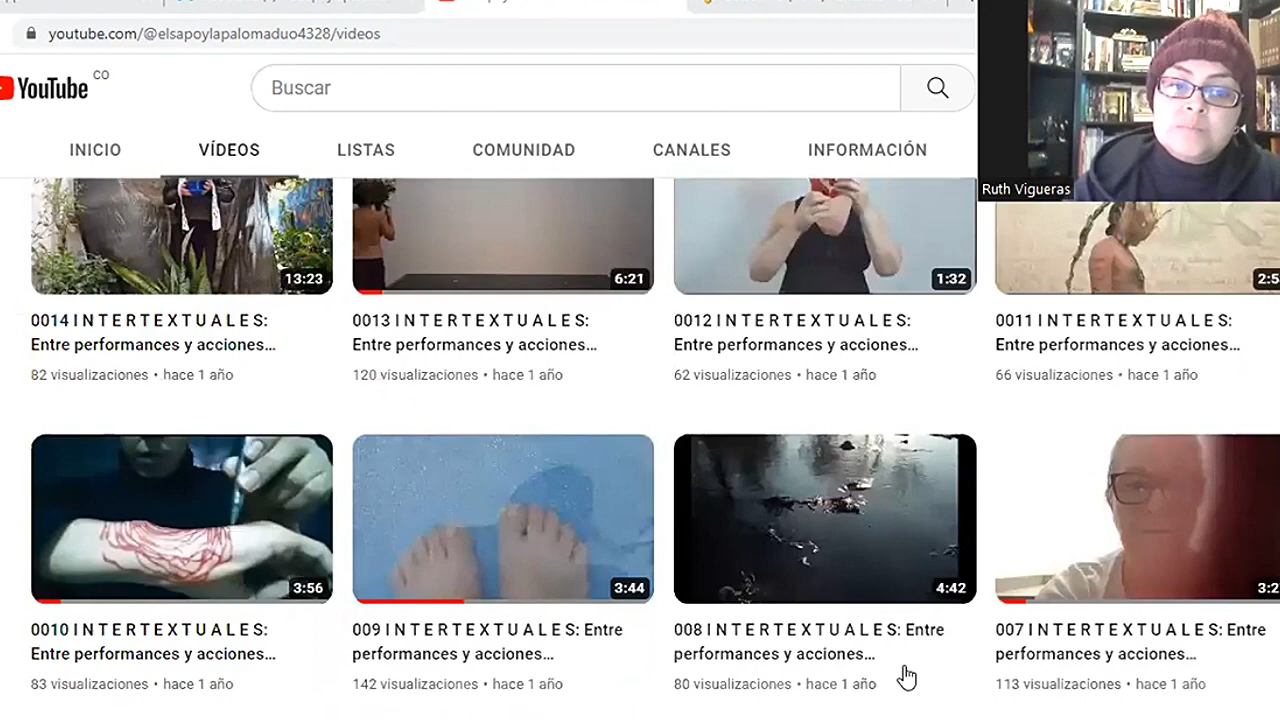 youtube.com/@elsapoylapalomaduo4328/videos
YouTube CO
Buscar
INICIO VÍDEOS LISTAS COMUNIDAD CANALES INFORMACIÓN
Ruth Vigueras
13:23 6:21 1:32
0014 I N T E R T E X T U A L E S: 0013 I N T E R T E X T U A L E S: 0012 I N T E R T E X T U A L E S: 0011 I N T E R T E X T U A L E S:
Entre performances y acciones... Entre performances y acciones... Entre performances y acciones... Entre performances y acciones...
82 visualizaciones • hace 1 año 120 visualizaciones • hace 1 año 62 visualizaciones • hace 1 año 66 visualizaciones • hace 1 año
3:56 3:44 4:42
0010 I N T E R T E X T U A L E S: 009 I N T E R T E X T U A L E S: Entre 008 I N T E R T E X T U A L E S: Entre 007 I N T E R T E X T U A L E S: Entre
Entre performances y acciones... performances y acciones... performances y acciones... performances y acciones...
83 visualizaciones • hace 1 año 142 visualizaciones • hace 1 año 80 visualizaciones • hace 1 año 113 visualizaciones • hace 1 año